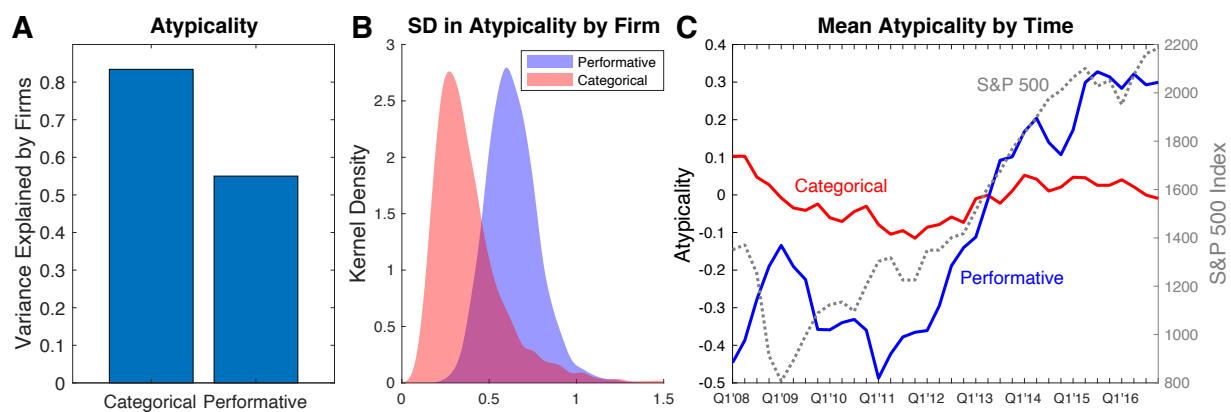 A
Atypicality
Variance Explained by Firms
0.8
0.7
0.6
0.5
0.4
0.3
0.2
0.1
0
Categorical Performative
B
SD in Atypicality by Firm
Kernel Density
3
2.5
2
1.5
1
0.5
0
Performative
Categorical
0 0.5 1 1.5
C
Mean Atypicality by Time
Atypicality
0.4
0.3
0.2
0.1
0
-0.1
-0.2
-0.3
-0.4
-0.5
S&P 500
Categorical
Performative
2200
2000
1800
1600
1400
1200
1000
800
S&P 500 Index
Q1'08 Q1'09 Q1'10 Q1'11 Q1'12 Q1'13 Q1'14 Q1'15 Q1'16